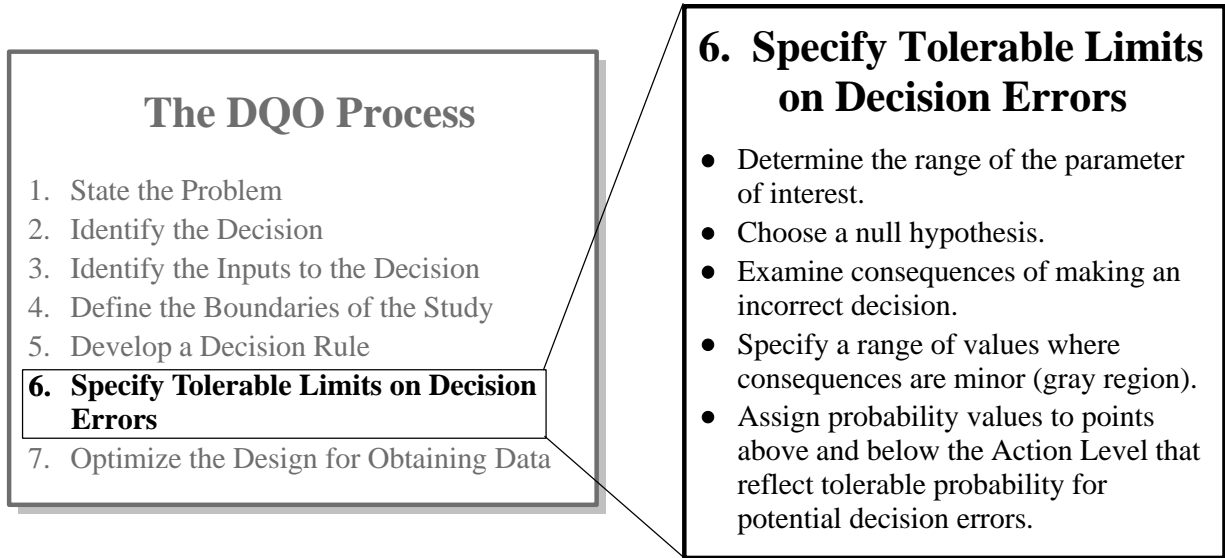 The DQO Process
1. State the Problem
2. Identify the Decision
3. Identify the Inputs to the Decision
4. Define the Boundaries of the Study
5. Develop a Decision Rule
6. Specify Tolerable Limits on Decision
Errors
7. Optimize the Design for Obtaining Data
6. Specify Tolerable Limits
on Decision Errors
● Determine the range of the parameter
of interest.
● Choose a null hypothesis.
● Examine consequences of making an
incorrect decision.
● Specify a range of values where
consequences are minor (gray region).
● Assign probability values to points
above and below the Action Level that
reflect tolerable probability for
potential decision errors.